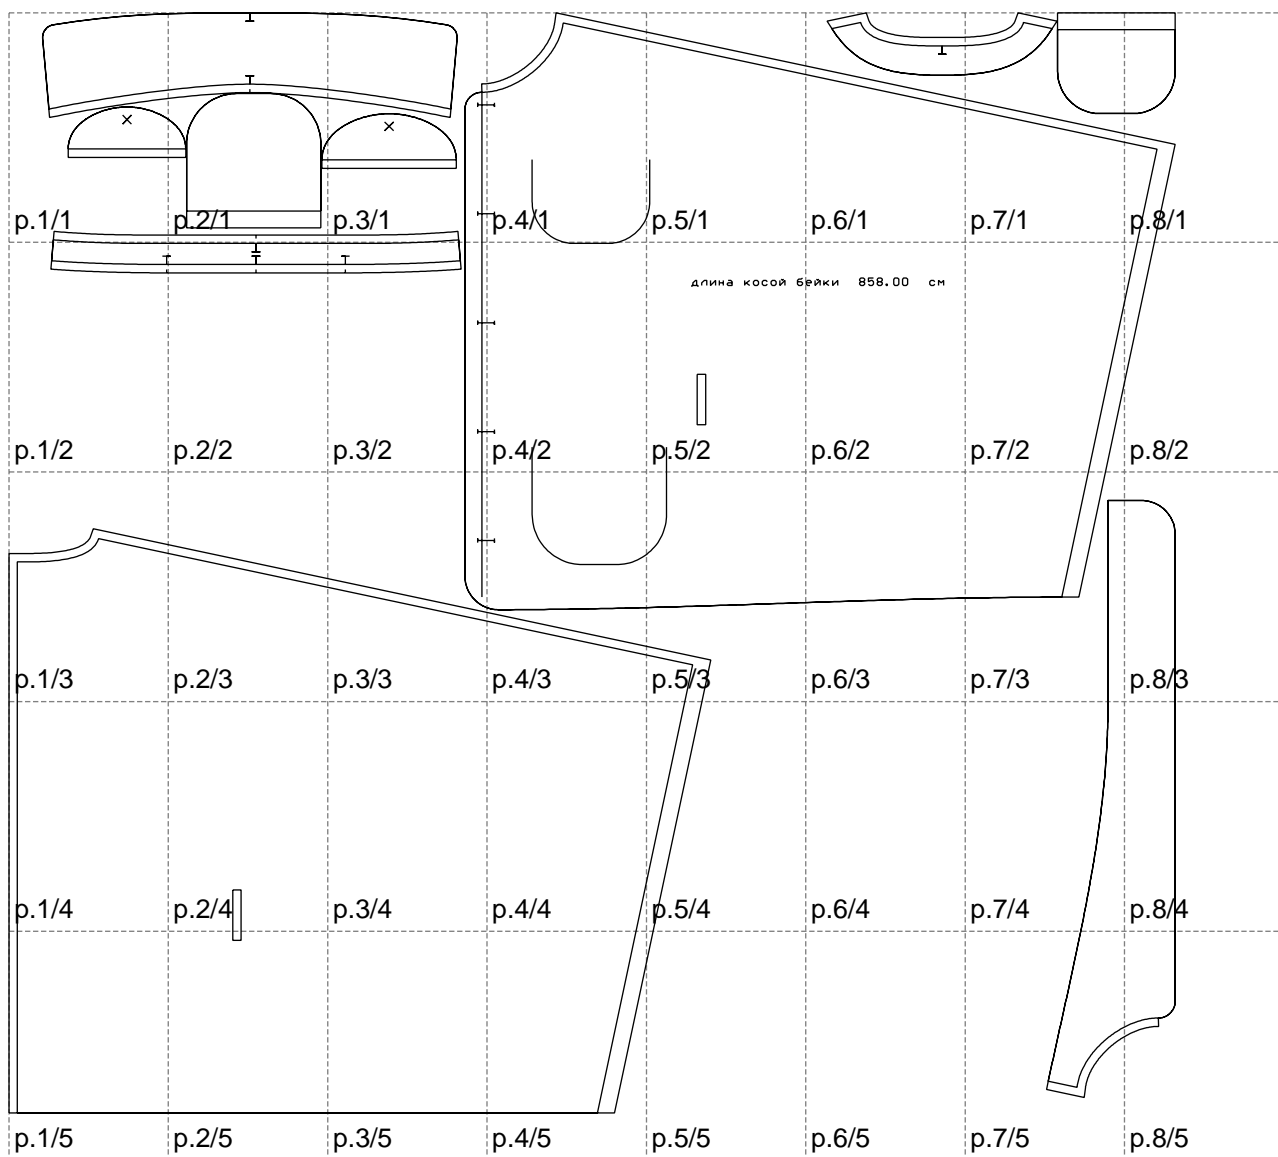 p.1/1 p.2/1 p.3/1 p.4/1 p.5/1 p.6/1 p.7/1 p.8/1
длина косой бейки 858.00 см
p.1/2 p.2/2 p.3/2 p.4/2 p.5/2 p.6/2 p.7/2 p.8/2
p.1/3 p.2/3 p.3/3 p.4/3 p.5/3 p.6/3 p.7/3 p.8/3
p.1/4 p.2/4 p.3/4 p.4/4 p.5/4 p.6/4 p.7/4 p.8/4
p.1/5 p.2/5 p.3/5 p.4/5 p.5/5 p.6/5 p.7/5 p.8/5